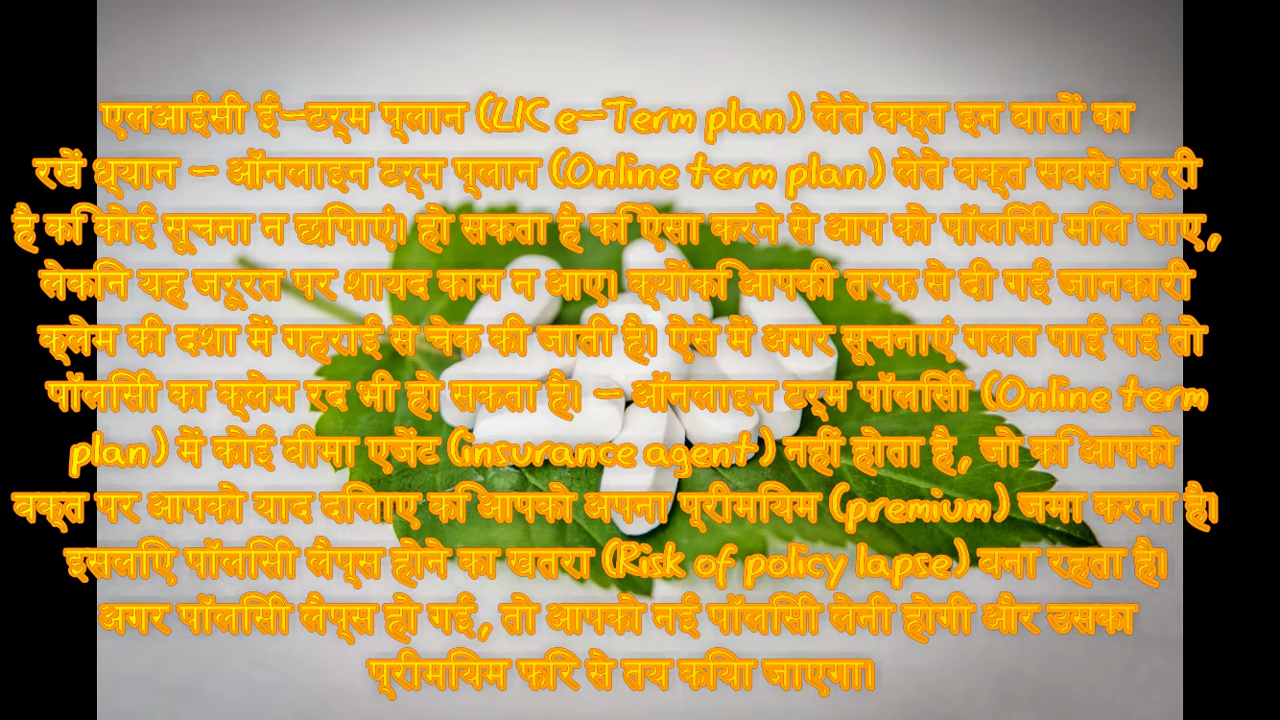 एलआईसी ई-टर्म प्लान (LIC e-Term plan) लेते वक्त इन बातों का
रखें ध्यान - ऑनलाइन टर्म प्लान (Online term plan) लेते वक्त सबसे जरूरी
है कि कोई सूचना न छिपाएं। हो सकता है कि ऐसा करने से आप को पॉलिसी मिल जाए,
लेकिन यह जरूरत पर शायद काम न आए। क्योंकि आपकी तरफ से दी गई जानकारी
क्लेम की दशा में गहराई से चेक की जाती है। ऐसे में अगर सूचनाएं गलत पाई गईं तो
पॉलिसी का क्लेम रद भी हो सकता है। - ऑनलाइन टर्म पॉलिसी (Online term
plan) में कोई बीमा एजेंट (insurance agent) नहीं होता है, जो कि आपको
वक्त पर आपको याद दिलाए कि आपको अपना प्रीमियम (premium) जमा करना है।
इसलिए पॉलिसी लैप्स होने का खतरा (Risk of policy lapse) बना रहता है।
अगर पॉलिसी लैप्स हो गई, तो आपको नई पॉलिसी लेनी होगी और उसका
प्रीमियम फिर से तय किया जाएगा।